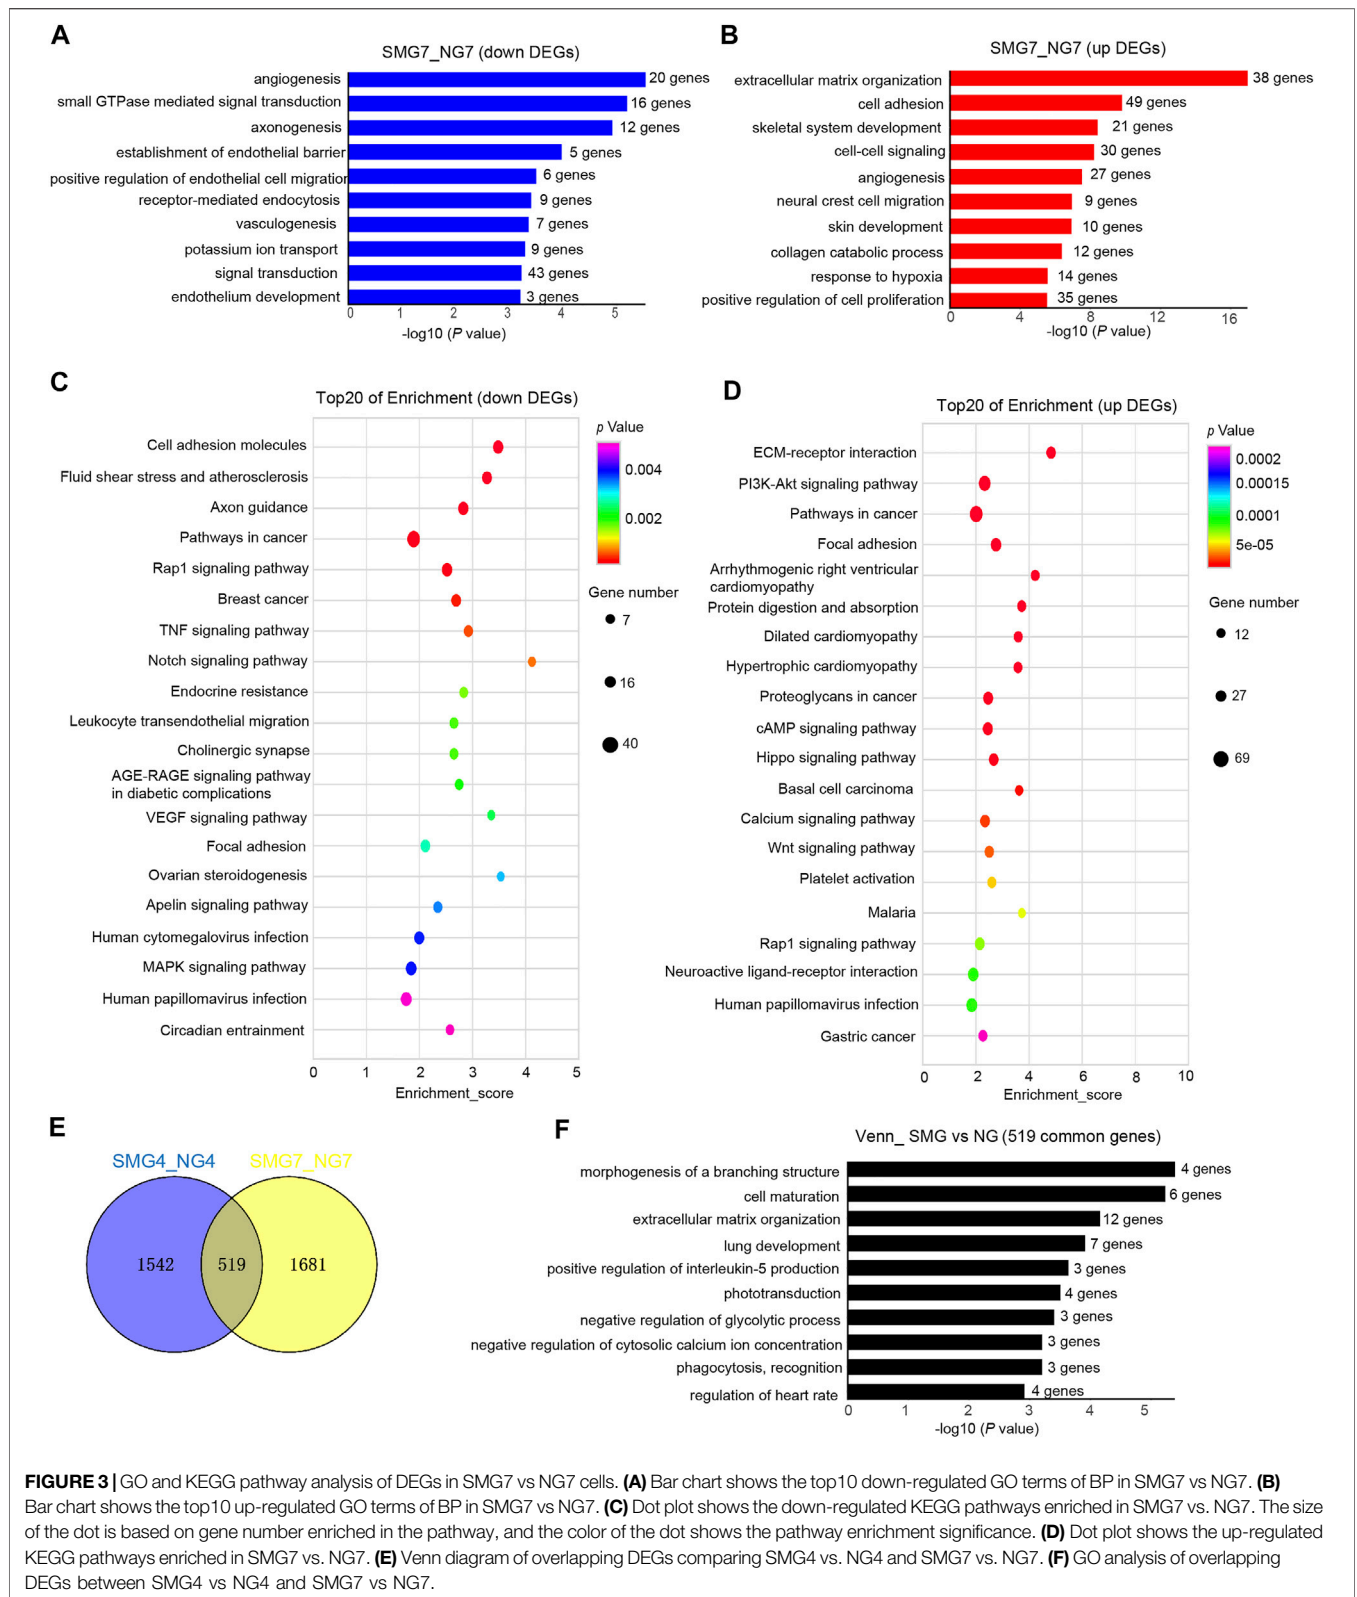 A
SMG7_NG7 (down DEGs)
angiogenesis
20 genes
small GTPase mediated signal transduction
16 genes
axonogenesis
12 genes
establishment of endothelial barrier
5 genes
positive regulation of endothelial cell migration
6 genes
receptor-mediated endocytosis
9 genes
vasculogenesis
7 genes
potassium ion transport
9 genes
signal transduction
43 genes
endothelium development
3 genes
0 1 2 3 4 5
-log10 (P value)
B
SMG7_NG7 (up DEGs)
extracellular matrix organization
38 genes
cell adhesion
49 genes
skeletal system development
21 genes
cell-cell signaling
30 genes
angiogenesis
27 genes
neural crest cell migration
9 genes
skin development
10 genes
collagen catabolic process
12 genes
response to hypoxia
14 genes
positive regulation of cell proliferation
35 genes
0 4 8 12 16
-log10 (P value)
C
Top20 of Enrichment (down DEGs)
Cell adhesion molecules
Fluid shear stress and atherosclerosis
Axon guidance
Pathways in cancer
Rap1 signaling pathway
Breast cancer
TNF signaling pathway
Notch signaling pathway
Endocrine resistance
Leukocyte transendothelial migration
Cholinergic synapse
AGE-RAGE signaling pathway
in diabetic complications
VEGF signaling pathway
Focal adhesion
Ovarian steroidogenesis
Apelin signaling pathway
Human cytomegalovirus infection
MAPK signaling pathway
Human papillomavirus infection
Circadian entrainment
0 1 2 3 4 5
Enrichment_score
p Value
0.004
0.002
Gene number
7
16
40
D
Top20 of Enrichment (up DEGs)
ECM-receptor interaction
PI3K-Akt signaling pathway
Pathways in cancer
Focal adhesion
Arrhythmogenic right ventricular
cardiomyopathy
Protein digestion and absorption
Dilated cardiomyopathy
Hypertrophic cardiomyopathy
Proteoglycans in cancer
cAMP signaling pathway
Hippo signaling pathway
Basal cell carcinoma
Calcium signaling pathway
Wnt signaling pathway
Platelet activation
Malaria
Rap1 signaling pathway
Neuroactive ligand-receptor interaction
Human papillomavirus infection
Gastric cancer
0 2 4 6 8 10
Enrichment_score
p Value
0.0002
0.00015
0.0001
5e-05
Gene number
12
27
69
E
SMG4_NG4 SMG7_NG7
1542 519 1681
F
Venn_ SMG vs NG (519 common genes)
morphogenesis of a branching structure
4 genes
cell maturation
6 genes
extracellular matrix organization
12 genes
lung development
7 genes
positive regulation of interleukin-5 production
3 genes
phototransduction
4 genes
negative regulation of glycolytic process
3 genes
negative regulation of cytosolic calcium ion concentration
3 genes
phagocytosis, recognition
3 genes
regulation of heart rate
4 genes
0 1 2 3 4 5
-log10 (P value)
FIGURE 3 | GO and KEGG pathway analysis of DEGs in SMG7 vs NG7 cells. (A) Bar chart shows the top10 down-regulated GO terms of BP in SMG7 vs NG7. (B)
Bar chart shows the top10 up-regulated GO terms of BP in SMG7 vs NG7. (C) Dot plot shows the down-regulated KEGG pathways enriched in SMG7 vs. NG7. The size
of the dot is based on gene number enriched in the pathway, and the color of the dot shows the pathway enrichment significance. (D) Dot plot shows the up-regulated
KEGG pathways enriched in SMG7 vs. NG7. (E) Venn diagram of overlapping DEGs comparing SMG4 vs. NG4 and SMG7 vs. NG7. (F) GO analysis of overlapping
DEGs between SMG4 vs NG4 and SMG7 vs NG7.